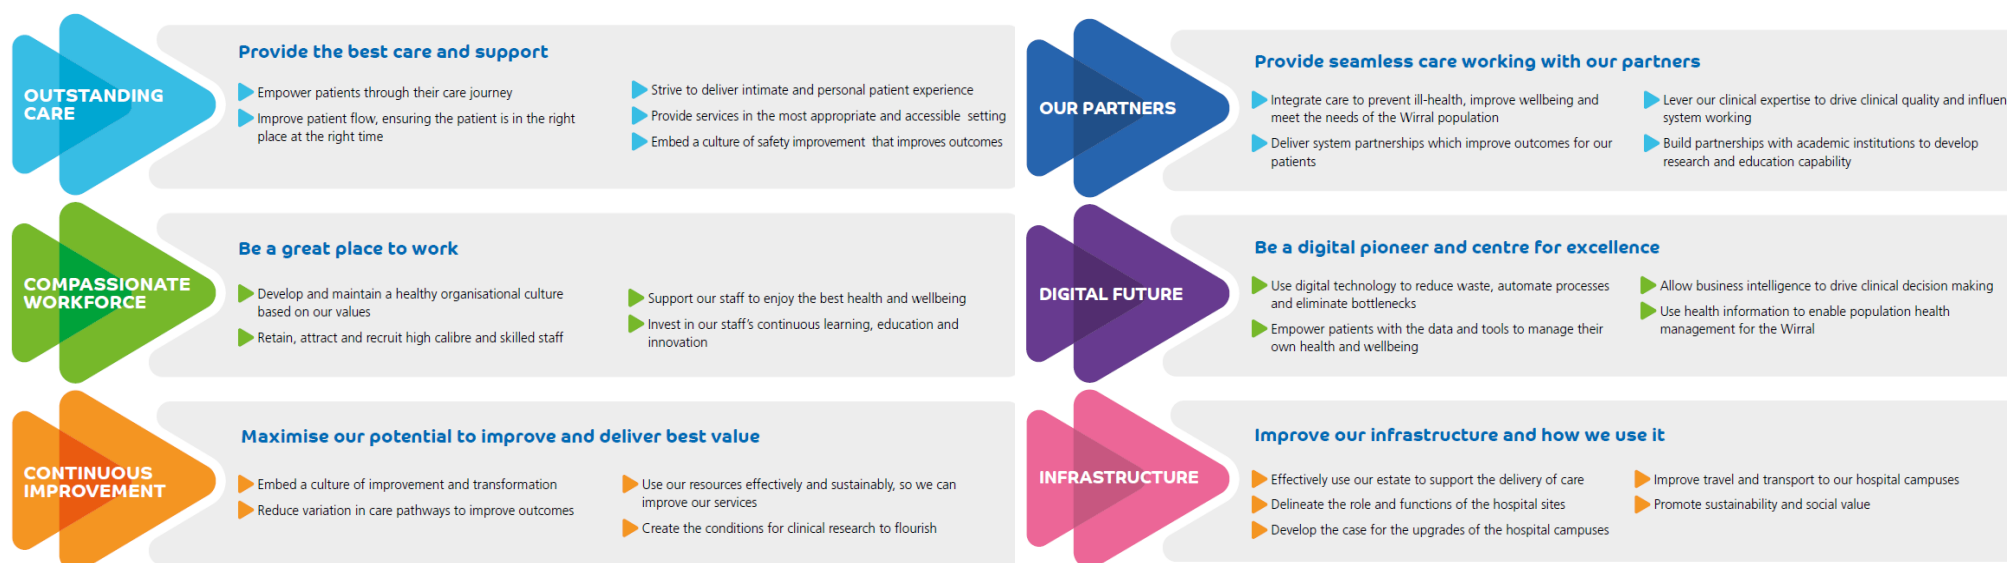 OUTSTANDING
CARE
Provide the best care and support
Empower patients through their care journey
Improve patient flow, ensuring the patient is in the right
place at the right time
Strive to deliver intimate and personal patient experience
Provide services in the most appropriate and accessible setting
Embed a culture of safety improvement that improves outcomes
COMPASSIONATE
WORKFORCE
Be a great place to work
Develop and maintain a healthy organisational culture
based on our values
Retain, attract and recruit high calibre and skilled staff
Support our staff to enjoy the best health and wellbeing
Invest in our staff's continuous learning, education and
innovation
CONTINUOUS
IMPROVEMENT
Maximise our potential to improve and deliver best value
Embed a culture of improvement and transformation
Reduce variation in care pathways to improve outcomes
Use our resources effectively and sustainably, so we can
improve our services
Create the conditions for clinical research to flourish
OUR PARTNERS
Provide seamless care working with our partners
Integrate care to prevent ill-health, improve wellbeing and
meet the needs of the Wirral population
Deliver system partnerships which improve outcomes for our
patients
Lever our clinical expertise to drive clinical quality and influen
system working
Build partnerships with academic institutions to develop
research and education capability
DIGITAL FUTURE
Be a digital pioneer and centre for excellence
Use digital technology to reduce waste, automate processes
and eliminate bottlenecks
Empower patients with the data and tools to manage their
own health and wellbeing
Allow business intelligence to drive clinical decision making
Use health information to enable population health
management for the Wirral
INFRASTRUCTURE
Improve our infrastructure and how we use it
Effectively use our estate to support the delivery of care
Delineate the role and functions of the hospital sites
Develop the case for the upgrades of the hospital campuses
Improve travel and transport to our hospital campuses
Promote sustainability and social value